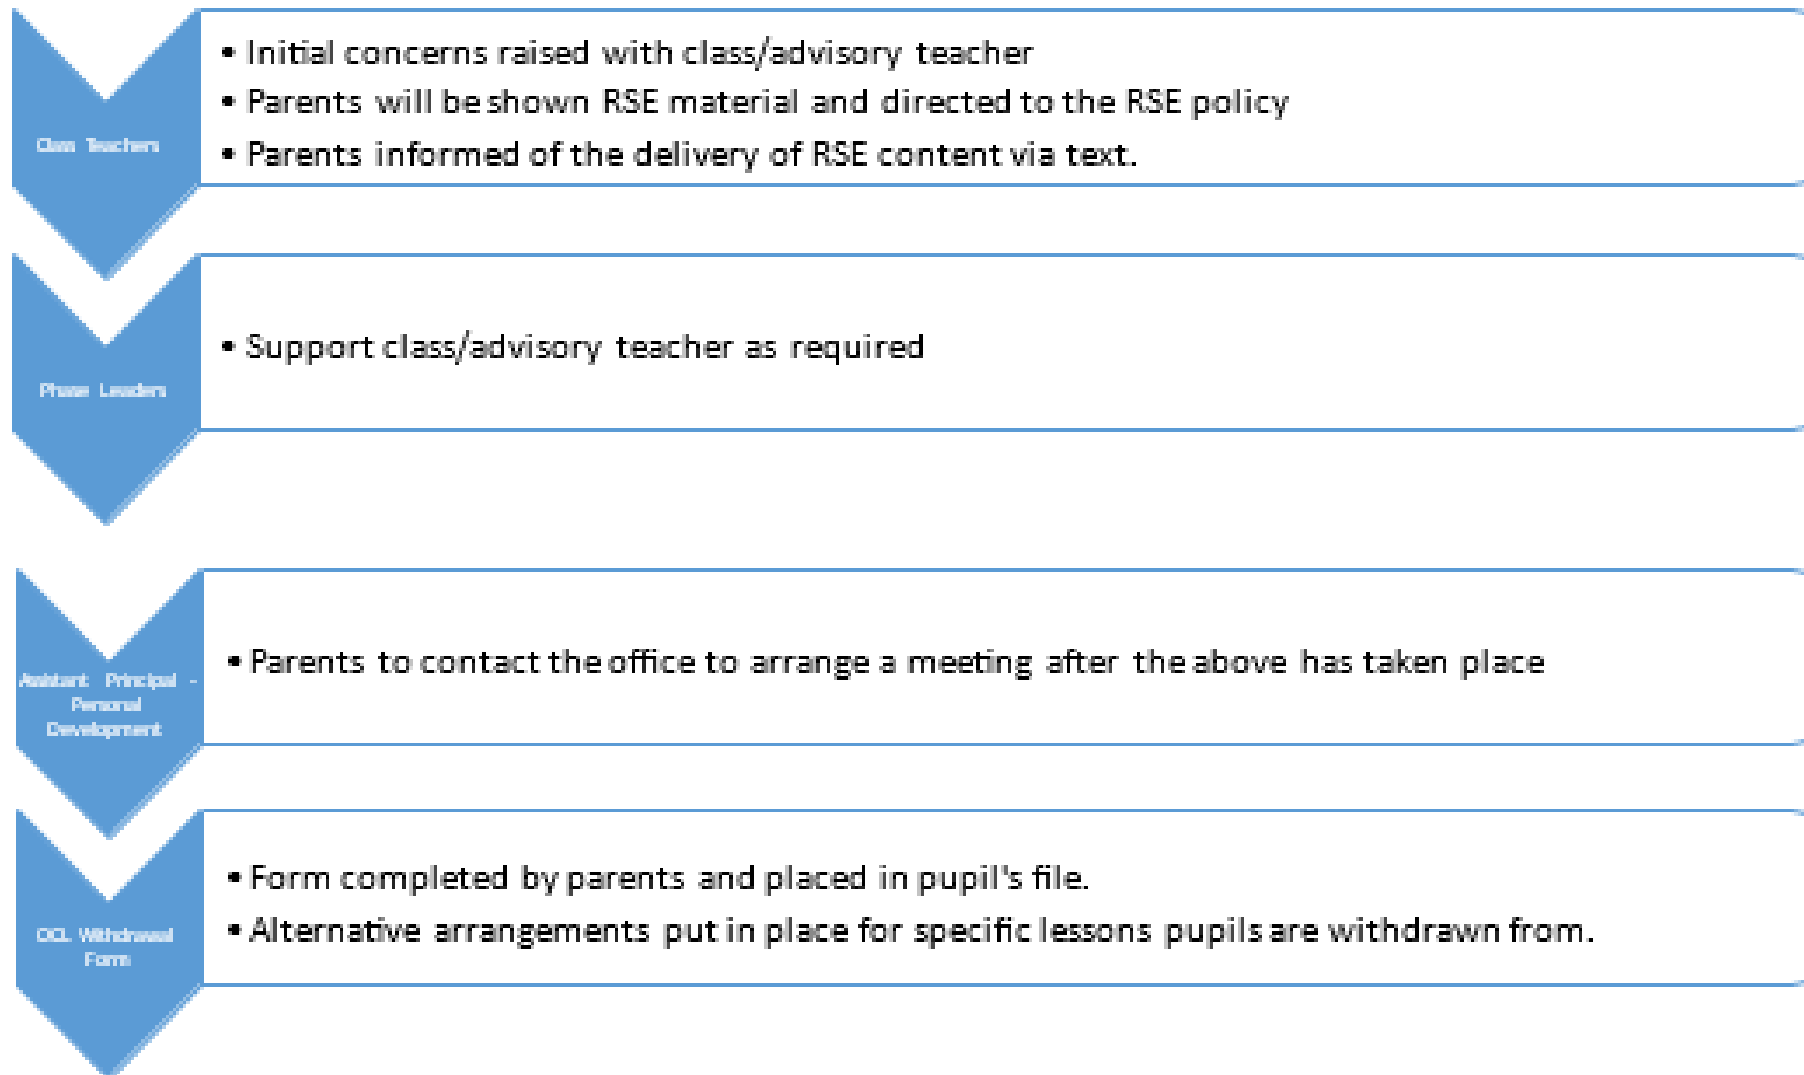 Class Teachers
• Initial concerns raised with class/advisory teacher
• Parents will be shown RSE material and directed to the RSE policy
• Parents informed of the delivery of RSE content via text.
Phase Leaders
• Support class/advisory teacher as required
Assistant Principal -
Personal
Development
• Parents to contact the office to arrange a meeting after the above has taken place
OCL Withdrawal
Form
• Form completed by parents and placed in pupil's file.
• Alternative arrangements put in place for specific lessons pupils are withdrawn from.